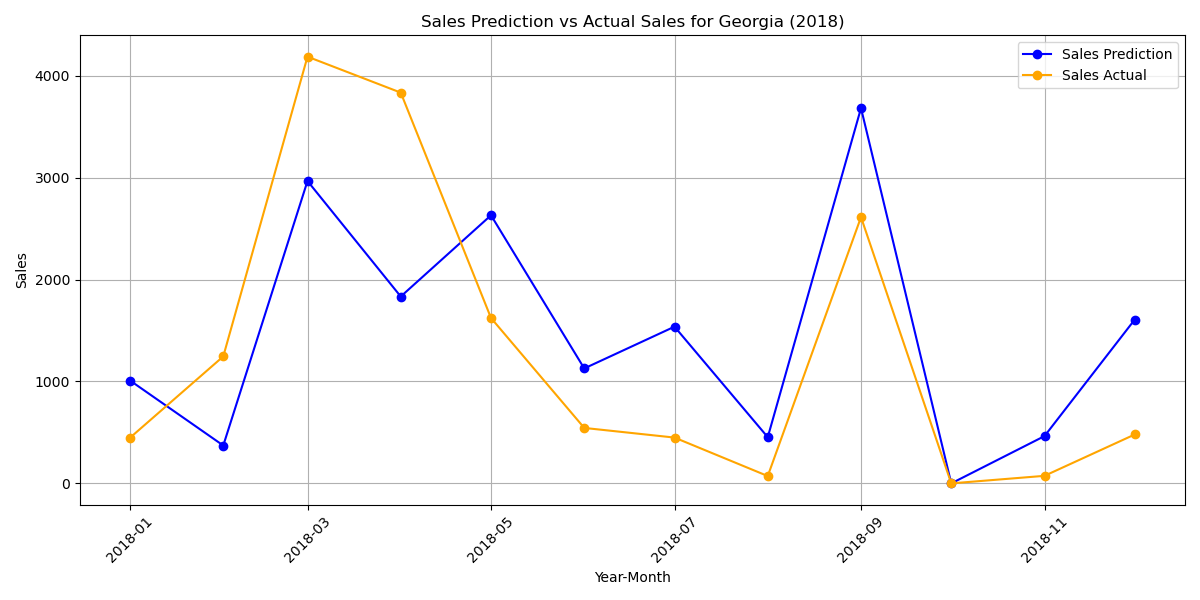 Sales Prediction vs Actual Sales for Georgia (2018)
Sales Prediction
Sales Actual
4000
3000
2000
1000
0
Sales
2018-01
2018-03
2018-05
2018-07
2018-09
2018-11
Year-Month